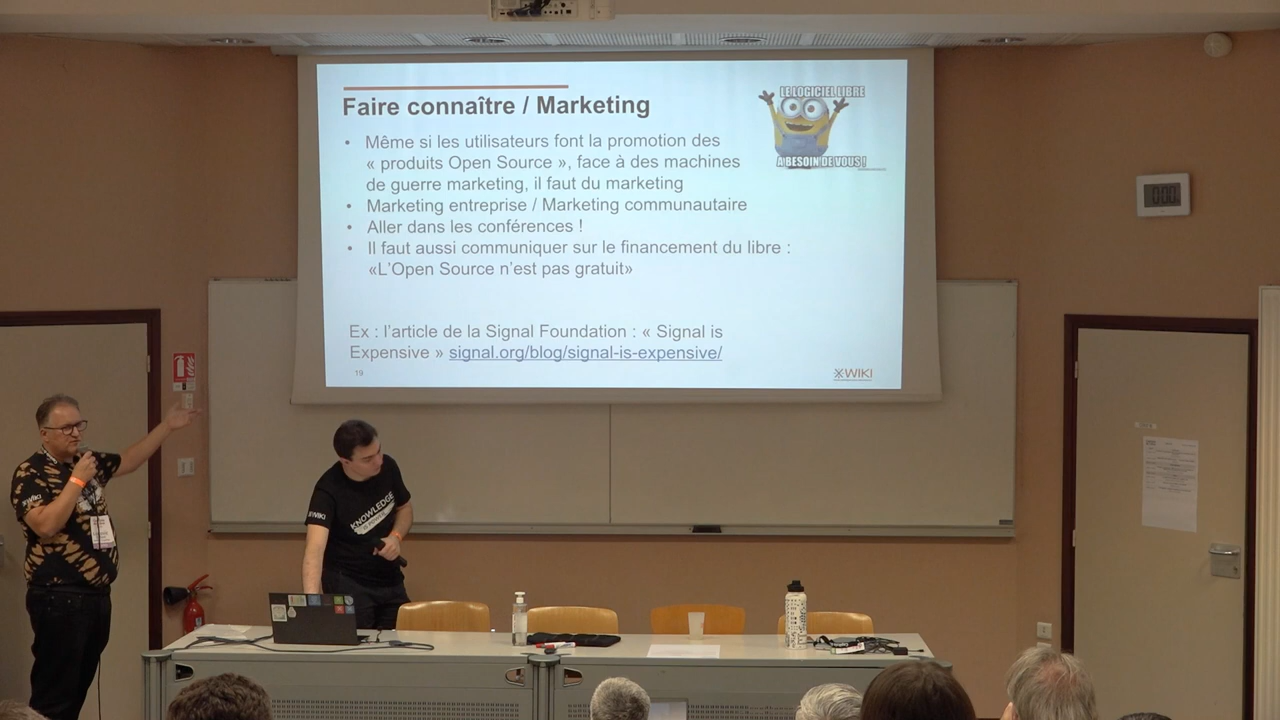 Faire connaître / Marketing
LE LOGICIEL LIBRE
A BESOIN DE VOUS !
• Même si les utilisateurs font la promotion des
« produits Open Source », face à des machines
de guerre marketing, il faut du marketing
• Marketing entreprise / Marketing communautaire
• Aller dans les conférences !
• Il faut aussi communiquer sur le financement du libre :
«L'Open Source n'est pas gratuit»
Ex : l'article de la Signal Foundation : « Signal is
Expensive » signal.org/blog/signal-is-expensive/
19
XWIKI
KNOWLEDGE
XWIKI